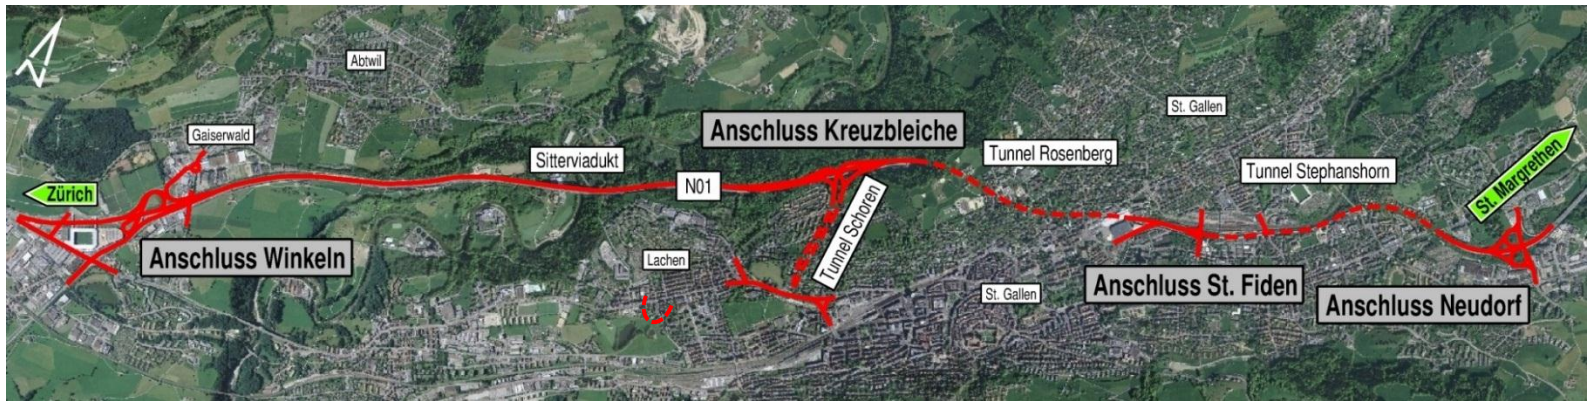 N
Abtwil
Gaiserwald
Zürich
Anschluss Winkeln
Sitterviadukt
N01
Lachen
Anschluss Kreuzbleiche
Tunnel Schoren
Tunnel Rosenberg
St. Gallen
St. Gallen
Anschluss St. Fiden
Tunnel Stephanshorn
St. Margrethen
Anschluss Neudorf